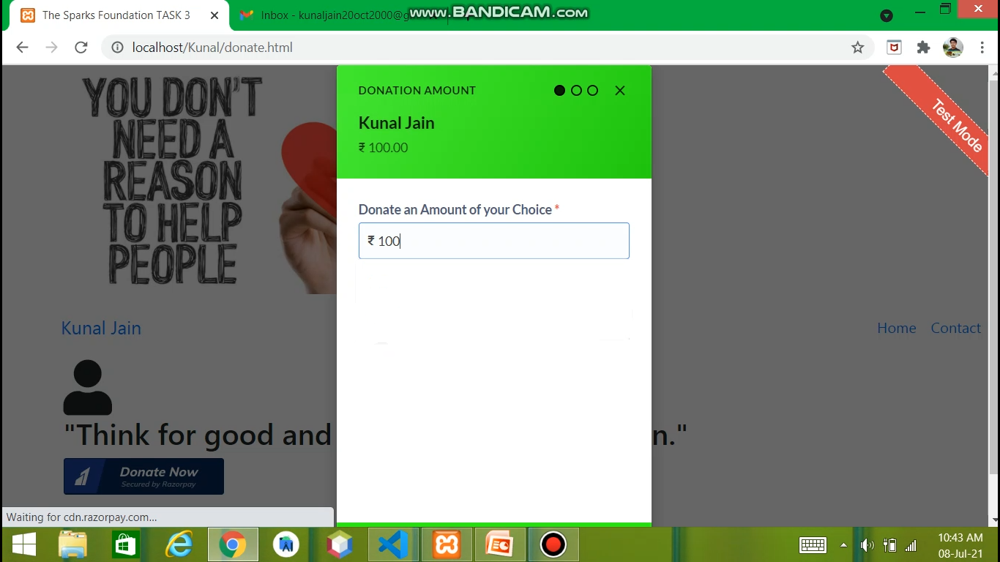 The Sparks Foundation TASK 3
Inbox - kunaljain20oct2000@g
www.BANDICAM.com
localhost/Kunal/donate.html
YOU DON'T
NEED A
REASON
TO HELP
PEOPLE
DONATION AMOUNT
Kunal Jain
₹ 100.00
Test Mode
Donate an Amount of your Choice *
₹ 100
Kunal Jain
Home
Contact
"Think for good and
n."
Donate Now
Secured by Razorpay
Waiting for cdn.razorpay.com...
10:43 AM
08-Jul-21